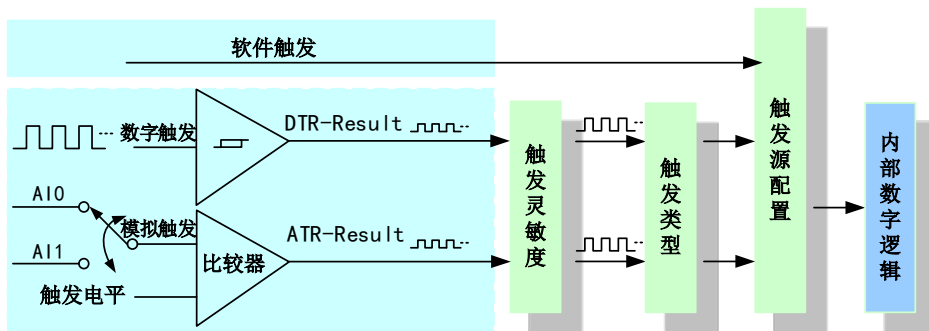 软件触发
数字触发
DTR-Result
AI0
模拟触发
ATR-Result
AI1
比较器
触发电平
触发灵敏度
触发类型
触发源配置
内部数字逻辑